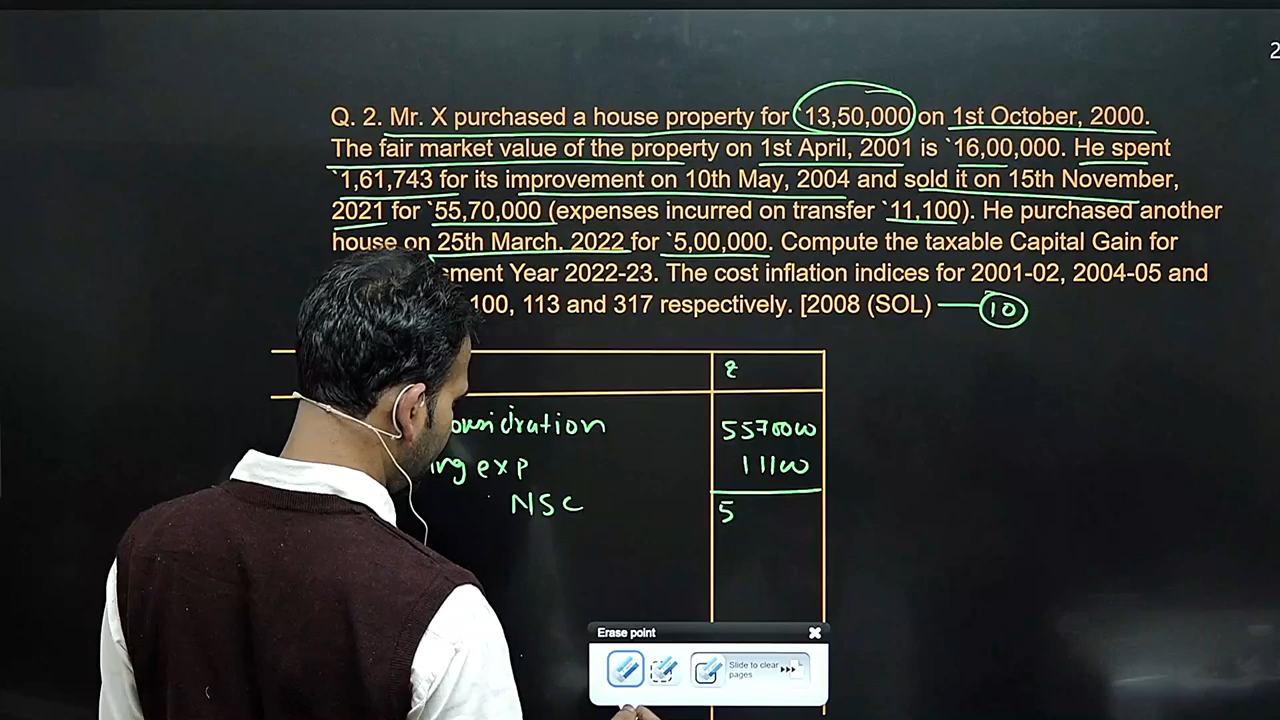 2
Q. 2. Mr. X purchased a house property for `13,50,000 on 1st October, 2000.
The fair market value of the property on 1st April, 2001 is `16,00,000. He spent
`1,61,743 for its improvement on 10th May, 2004 and sold it on 15th November,
2021 for `55,70,000 (expenses incurred on transfer `11,100). He purchased another
house on 25th March, 2022 for `5,00,000. Compute the taxable Capital Gain for
sment Year 2022-23. The cost inflation indices for 2001-02, 2004-05 and
100, 113 and 317 respectively. [2008 (SOL) — 10
₹
onsidration 5570000
ng exp 11100
NSC 5
Erase point
Slide to clear
pages